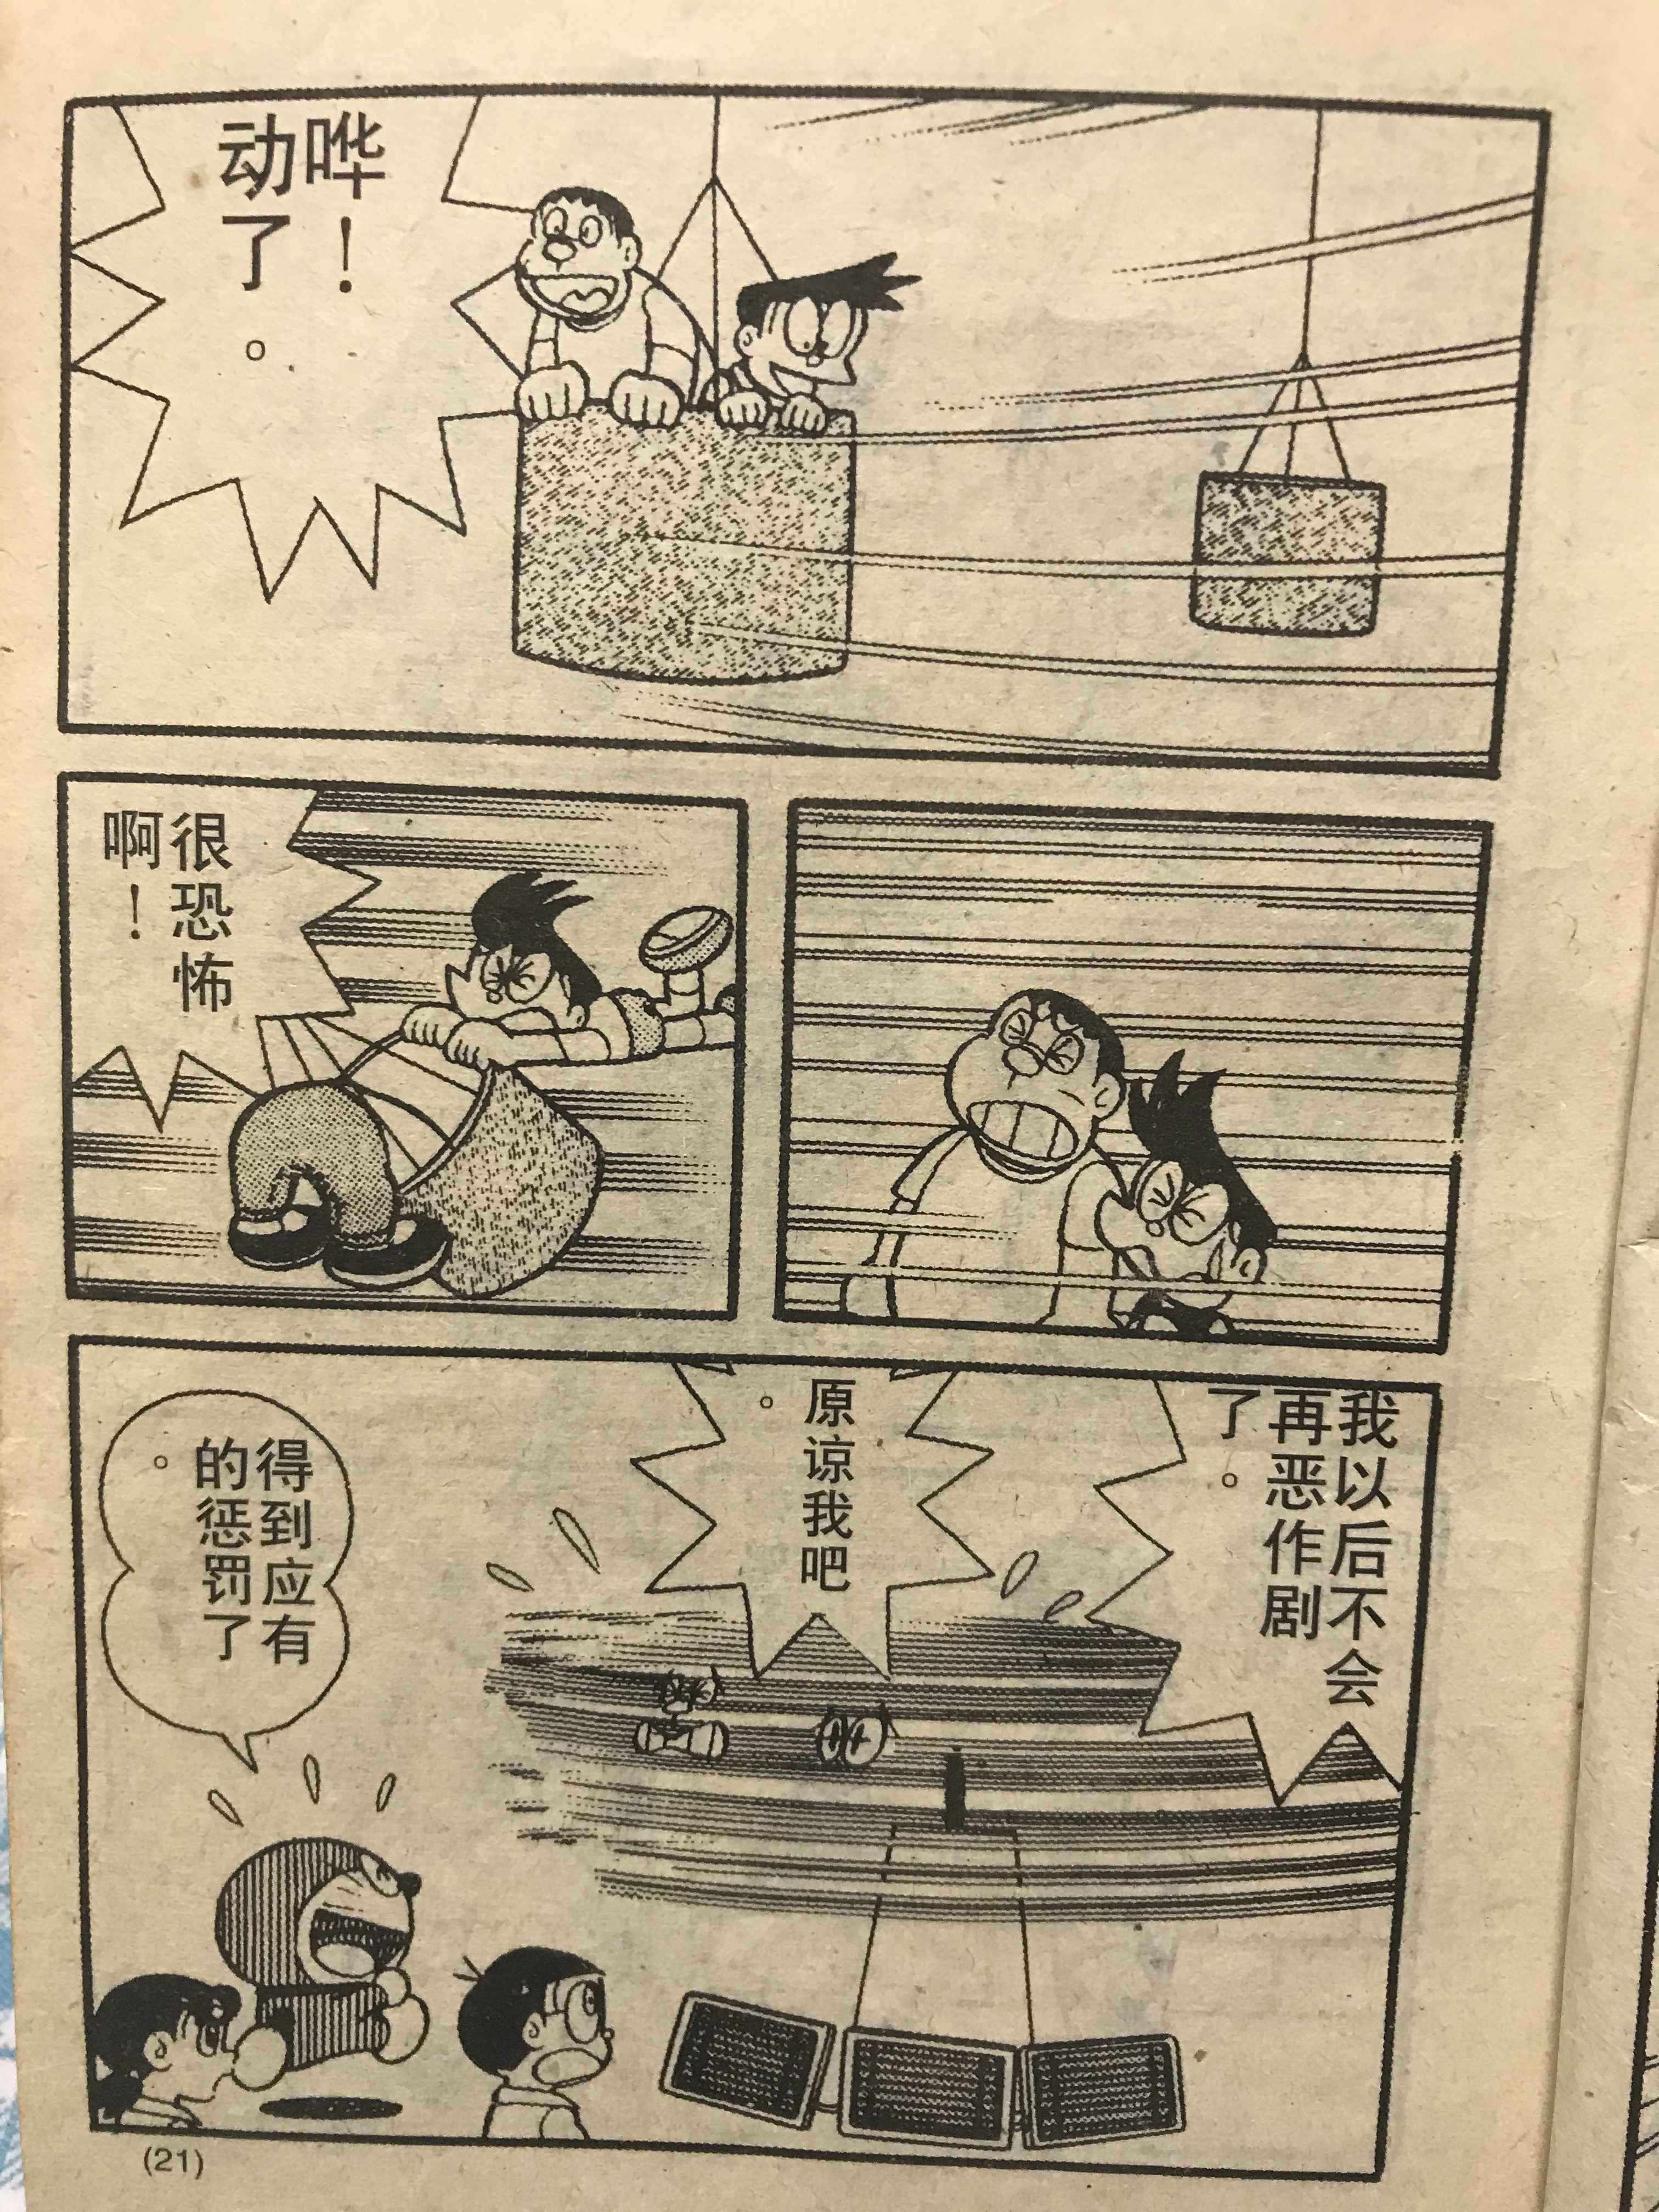 哗！
动了。
很恐怖
啊！
我以后不会
再恶作剧
了。
原谅我吧
。
得到应有
的惩罚了
。
(21)